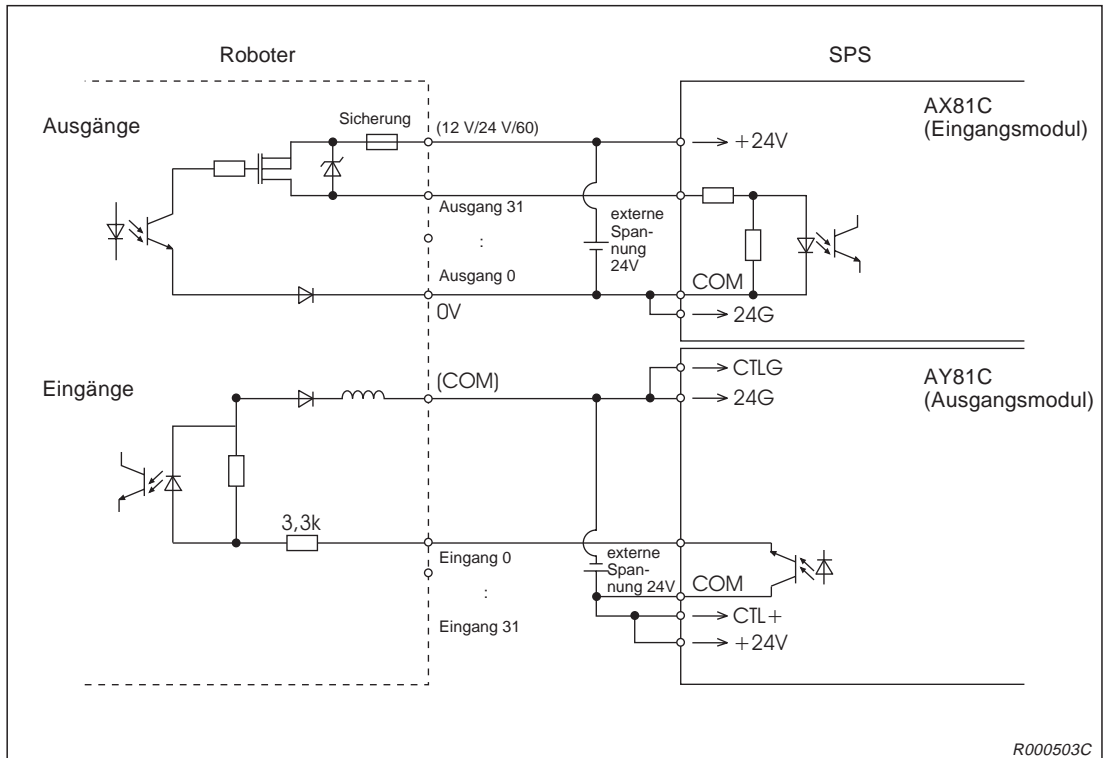 Roboter
SPS
Ausgänge
Sicherung
(12 V/24 V/60)
+24V
AX81C
(Eingangsmodul)
Ausgang 31
:
Ausgang 0
0V
externe
Span-
nung
24V
COM
24G
Eingänge
(COM)
CTLG
24G
AY81C
(Ausgangsmodul)
3,3k
Eingang 0
:
Eingang 31
externe
Span-
nung 24V
COM
CTL+
+24V
R000503C